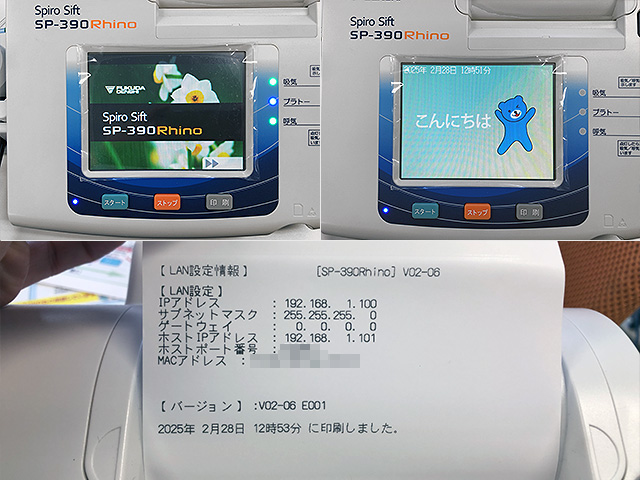 Spiro Sift
SP-390Rhino
FUKUDA
DENSHI
Spiro Sift
SP-390Rhino
吸気
プラトー
呼気
スタート
ストップ
印刷
Spiro Sift
SP-390Rhino
2025年 2月28日 12時51分
こんにちは
吸気
プラトー
呼気
スタート
ストップ
印刷
【 LAN設定情報 】 [SP-390Rhino] V02-06
【 LAN設定 】
IPアドレス : 192.168. 1.100
サブネットマスク : 255.255.255. 0
ゲートウェイ : 0. 0. 0. 0
ホストIPアドレス : 192.168. 1.101
ホストポート番号 :
MACアドレス :
【 バージョン 】 :V02-06 E001
2025年 2月28日 12時53分 に印刷しました。